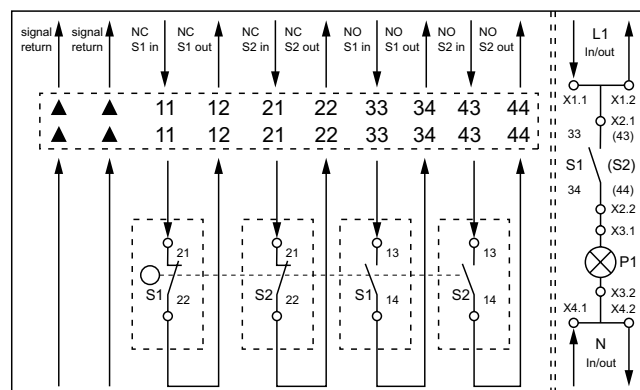 signal return
signal return
NC S1 in
NC S1 out
NC S2 in
NC S2 out
NO S1 in
NO S1 out
NO S2 in
NO S2 out
▲ ▲ 11 12 21 22 33 34 43 44
▲ ▲ 11 12 21 22 33 34 43 44
21 21 13 13
S1 S2 S1 S2
22 22 14 14
L1
In/out
X1.1 X1.2
X2.1
33 (43)
S1 (S2)
34 (44)
X2.2
X3.1
P1
X3.2
X4.1 X4.2
N
In/out